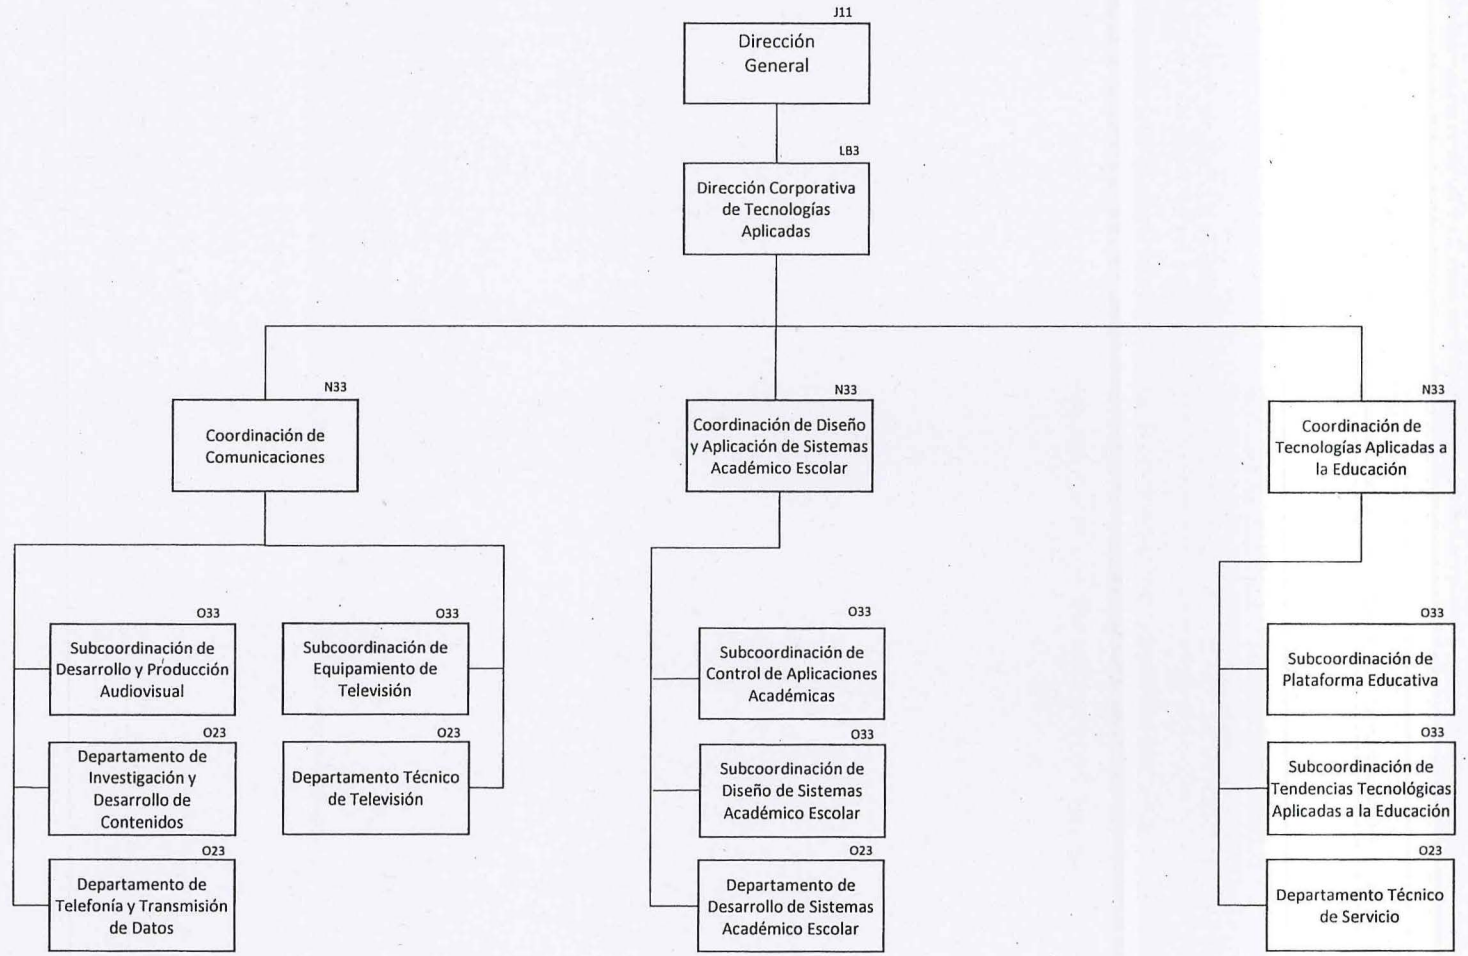 J11
Dirección
General
LB3
Dirección Corporativa
de Tecnologías
Aplicadas
N33
Coordinación de
Comunicaciones
N33
Coordinación de Diseño
y Aplicación de Sistemas
Académico Escolar
N33
Coordinación de
Tecnologías Aplicadas a
la Educación
O33
Subcoordinación de
Desarrollo y Producción
Audiovisual
O33
Subcoordinación de
Equipamiento de
Televisión
O33
Subcoordinación de
Control de Aplicaciones
Académicas
O33
Subcoordinación de
Plataforma Educativa
O23
Departamento de
Investigación y
Desarrollo de
Contenidos
O23
Departamento Técnico
de Televisión
O33
Subcoordinación de
Diseño de Sistemas
Académico Escolar
O33
Subcoordinación de
Tendencias Tecnológicas
Aplicadas a la Educación
O23
Departamento de
Telefonía y Transmisión
de Datos
O23
Departamento de
Desarrollo de Sistemas
Académico Escolar
O23
Departamento Técnico
de Servicio